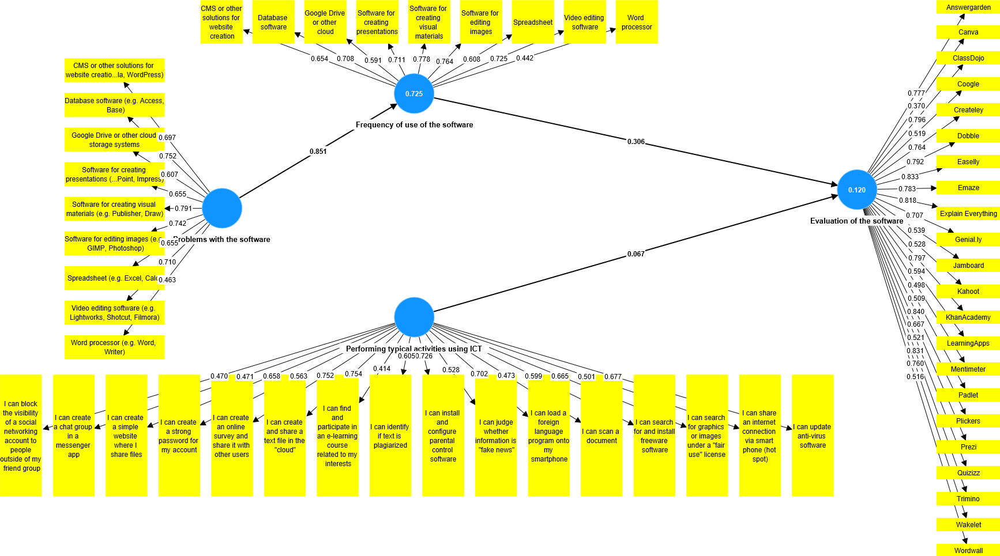 CMS or other
solutions for
website
creation
Database
software
Google Drive
or other
cloud
Software for
creating
presentations
Software for
creating
visual
materials
Software for
editing
images
Spreadsheet
Video editing
software
Word
processor
0.654
0.708
0.591
0.711
0.778
0.764
0.608
0.725
0.442
0.725
Frequency of use of the software
CMS or other solutions for
website creatio...la, WordPress)
Database software (e.g. Access,
Base)
Google Drive or other cloud
storage systems
Software for creating
presentations (...Point, Impress)
Software for creating visual
materials (e.g. Publisher, Draw)
Software for editing images (e.g.
GIMP, Photoshop)
Spreadsheet (e.g. Excel, Calc)
Video editing software (e.g.
Lightworks, Shotcut, Filmora)
Word processor (e.g. Word,
Writer)
0.697
0.752
0.607
0.655
0.791
0.742
0.655
0.710
0.463
Problems with the software
0.851
0.306
0.067
0.120
Evaluation of the software
Performing typical activities using ICT
0.470
0.471
0.658
0.563
0.752
0.754
0.414
0.605
0.726
0.528
0.702
0.473
0.599
0.665
0.501
0.677
I can block
the visibility
of a social
networking
account to
people
outside of my
friend group
I can create
a chat group
in a
messenger
app
I can create
a simple
website
where I
share files
I can create
a strong
password for
my account
I can create
an online
survey and
share it with
other users
I can create
and share a
text file in the
"cloud"
I can find
and
participate in
an e-learning
course
related to my
interests
I can identify
if text is
plagiarized
I can install
and
configure
parental
control
software
I can judge
whether
information is
"fake news"
I can load a
foreign
language
program onto
my
smartphone
I can scan a
document
I can search
for and install
freeware
software
I can search
for graphics
or images
under a "fair
use" license
I can share
an internet
connection
via smart
phone (hot
spot)
I can update
anti-virus
software
0.777
0.370
0.796
0.519
0.764
0.792
0.833
0.783
0.818
0.707
0.539
0.528
0.797
0.594
0.498
0.509
0.840
0.667
0.521
0.831
0.760
0.516
Answergarden
Canva
ClassDojo
Coogle
Createley
Dobble
Easelly
Emaze
Explain Everything
Genial.ly
Jamboard
Kahoot
KhanAcademy
LearningApps
Mentimeter
Padlet
Plickers
Prezi
Quizizz
Trimino
Wakelet
Wordwall